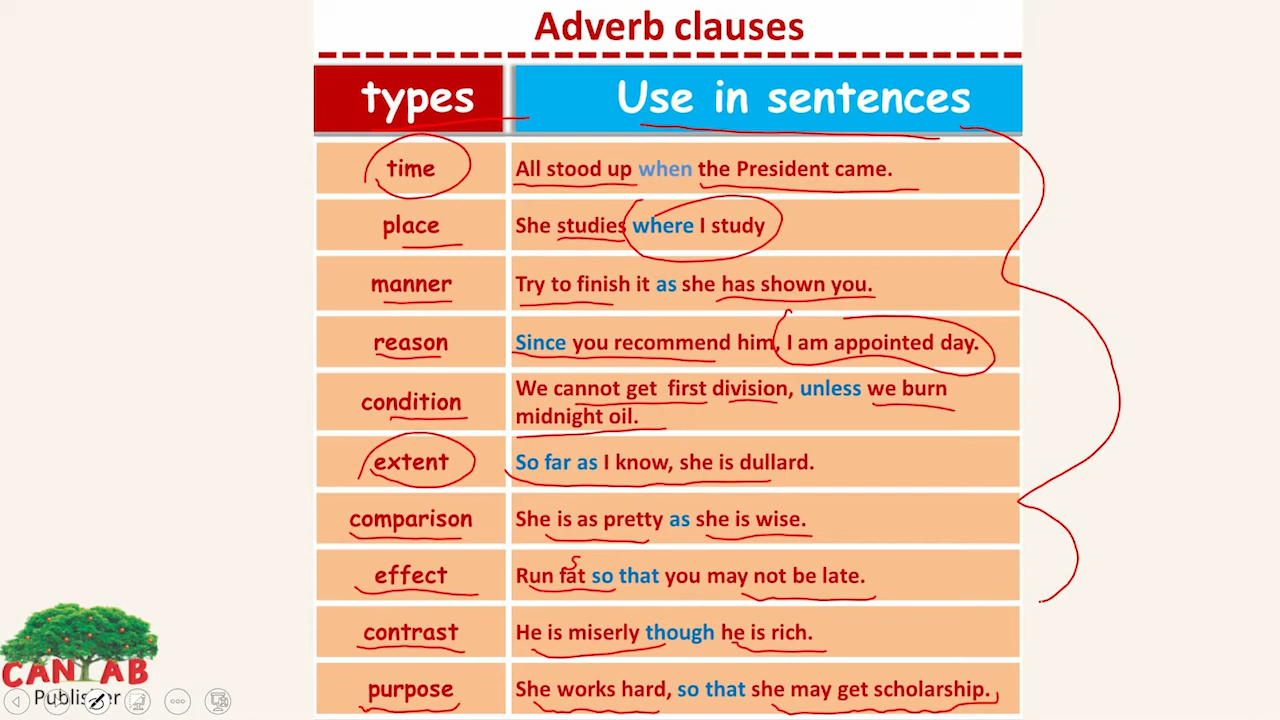 Adverb clauses
types Use in sentences
time All stood up when the President came.
place She studies where I study
manner Try to finish it as she has shown you.
reason Since you recommend him, I am appointed day.
condition We cannot get first division, unless we burn
midnight oil.
extent So far as I know, she is dullard.
comparison She is as pretty as she is wise.
s
effect Run fat so that you may not be late.
contrast He is miserly though he is rich.
purpose She works hard, so that she may get scholarship.
CANTAB
Publisher